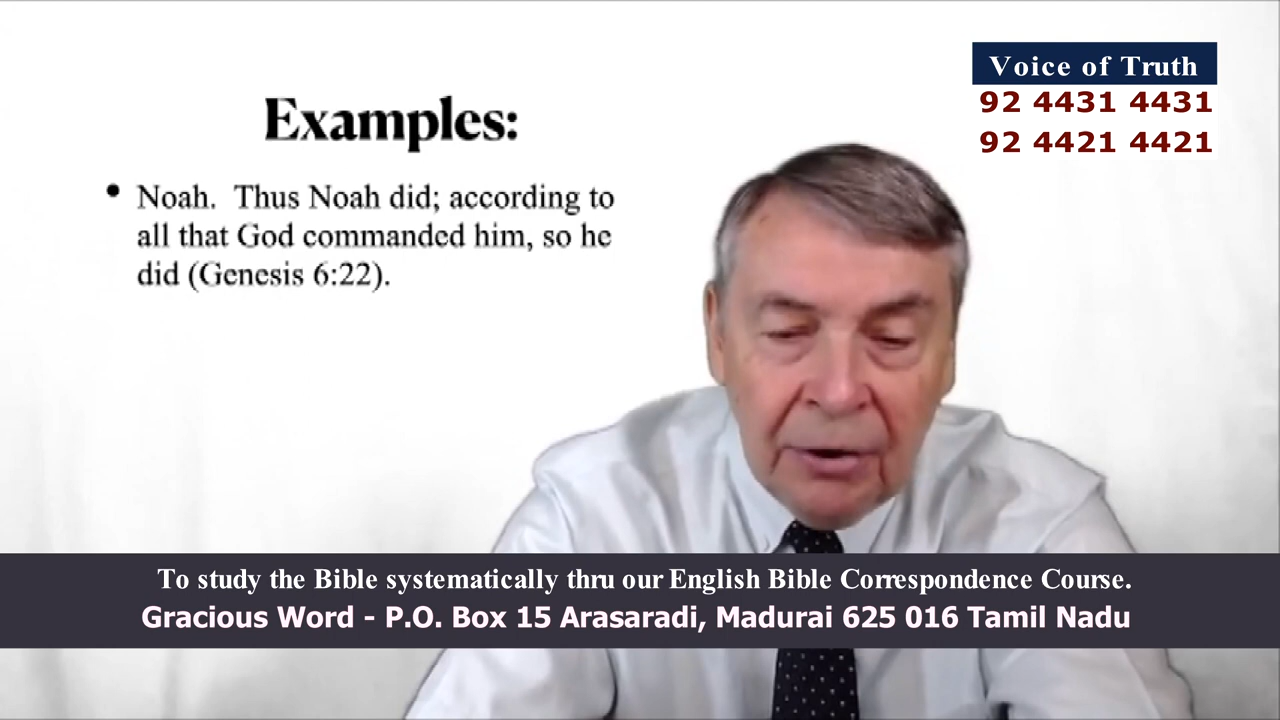 Voice of Truth
92 4431 4431
92 4421 4421
Examples:
• Noah. Thus Noah did; according to
all that God commanded him, so he
did (Genesis 6:22).
To study the Bible systematically thru our English Bible Correspondence Course.
Gracious Word - P.O. Box 15 Arasaradi, Madurai 625 016 Tamil Nadu